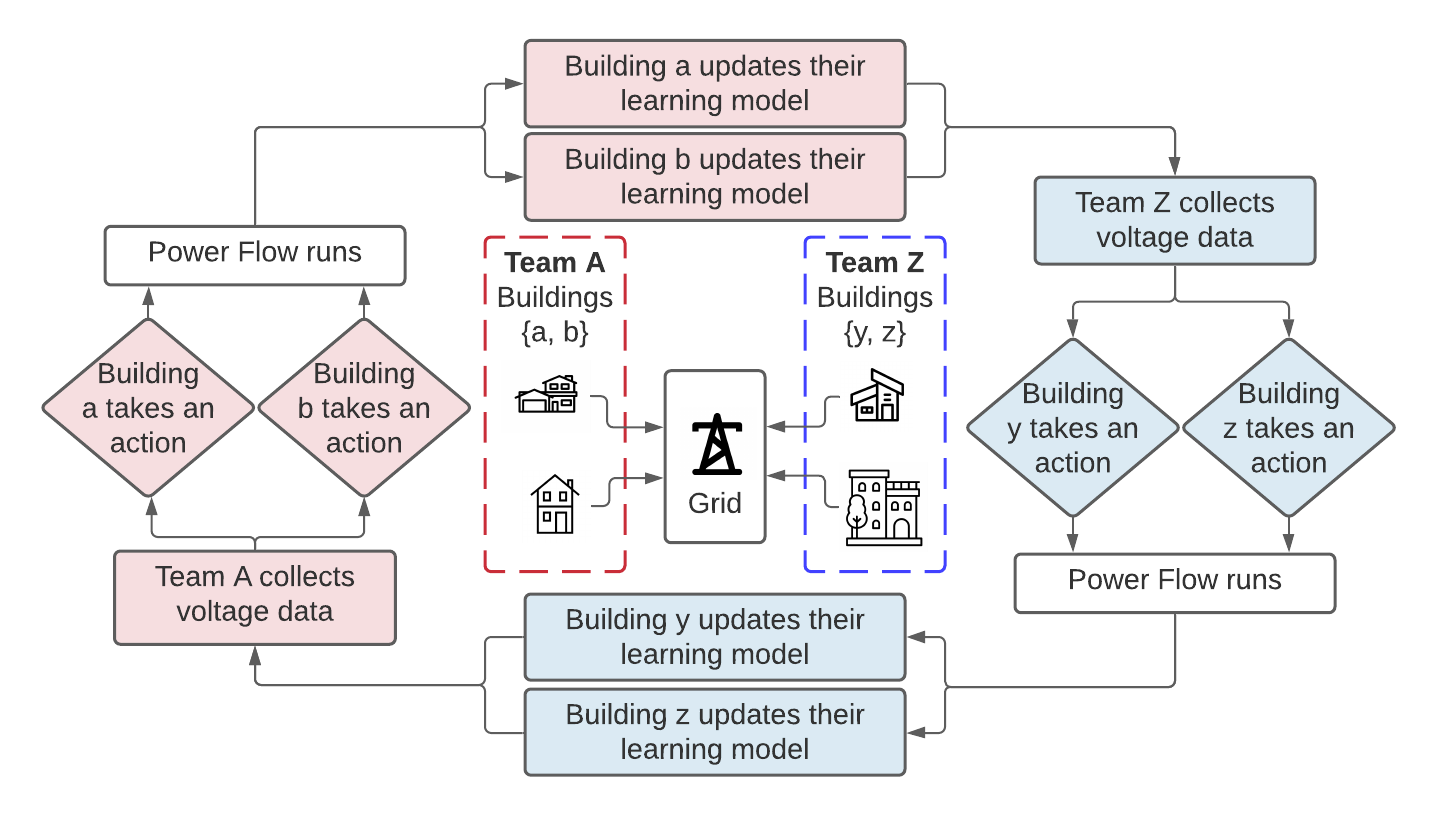 Building a updates their
learning model
Building b updates their
learning model
Team Z collects
voltage data
Power Flow runs
Team A
Buildings
{a, b}
Team Z
Buildings
{y, z}
Building
a takes an
action
Building
b takes an
action
Building
y takes an
action
Building
z takes an
action
Grid
Team A collects
voltage data
Power Flow runs
Building y updates their
learning model
Building z updates their
learning model